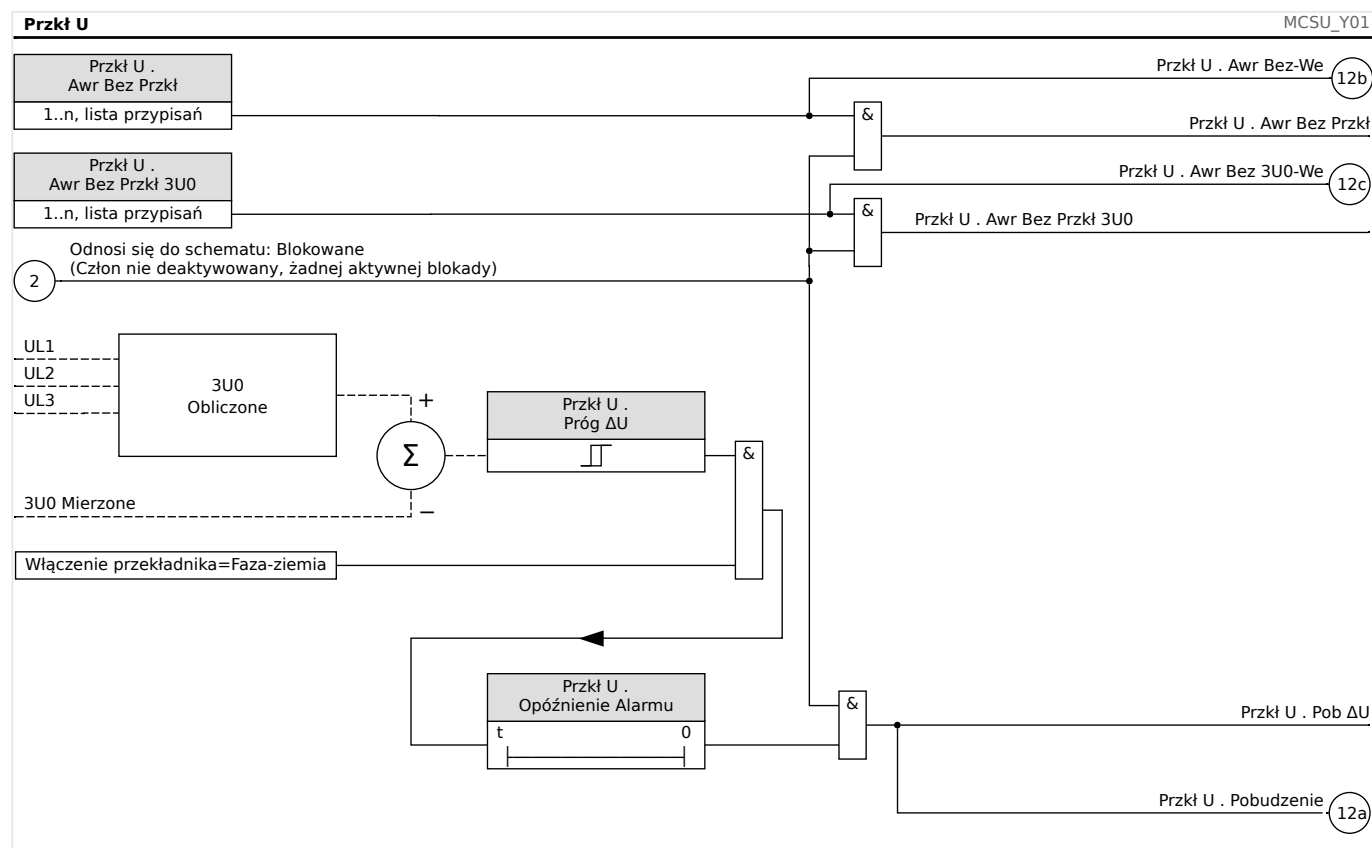 Przkł U
MCSU_Y01
Przkł U .
Awr Bez Przkł
1..n, lista przypisań
Przkł U . Awr Bez-We
12b
&
Przkł U . Awr Bez Przkł
Przkł U .
Awr Bez Przkł 3U0
1..n, lista przypisań
Przkł U . Awr Bez 3U0-We
12c
&
Przkł U . Awr Bez Przkł 3U0
Odnosi się do schematu: Blokowane
(Człon nie deaktywowany, żadnej aktywnej blokady)
2
UL1
UL2
UL3
3U0
Obliczone
+
Σ
−
Przkł U .
Próg ΔU
&
3U0 Mierzone
Włączenie przekładnika=Faza-ziemia
Przkł U .
Opóźnienie Alarmu
t
0
&
Przkł U . Pob ΔU
Przkł U . Pobudzenie
12a